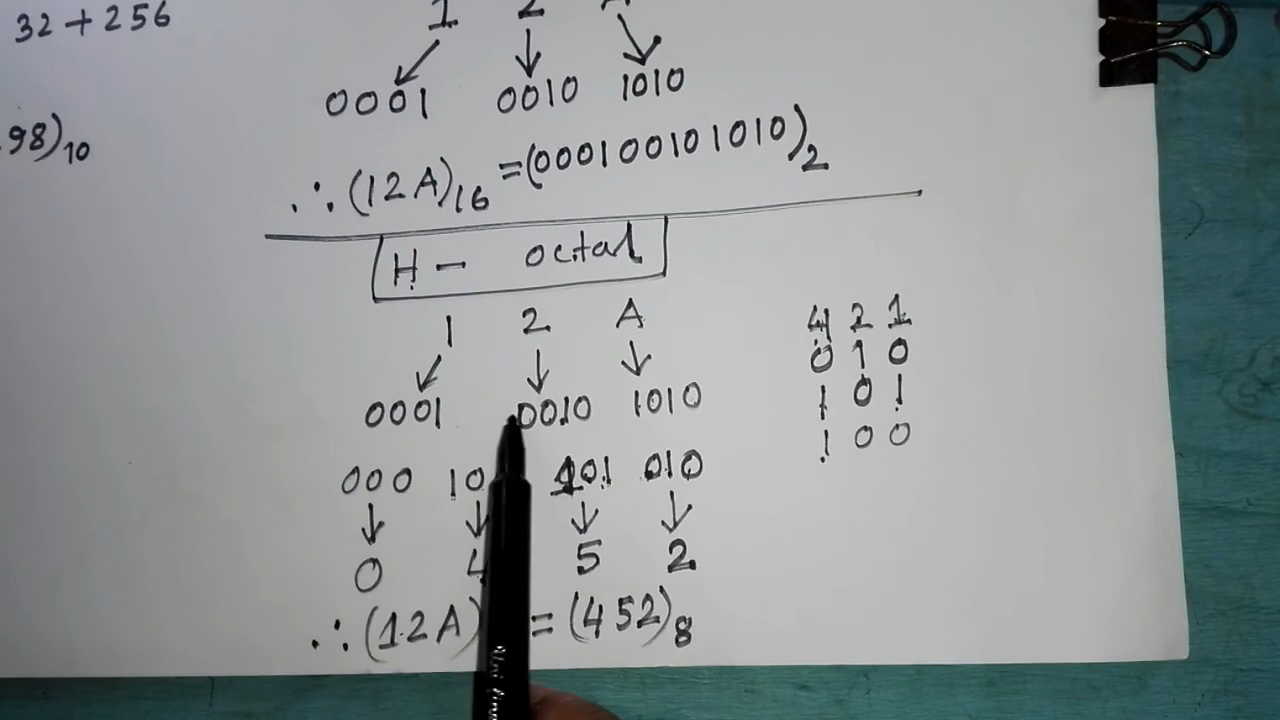 32 + 256
1 2
0001 0010 1010
98)10
∴ (12A)16 = (000100101010)2
H - octal
1 2 A
4 2 1
0 1 0
0001 0010 1010
1 0 1
1 0 0
000 10 101 010
0 4 5 2
∴ (12A) = (452)8